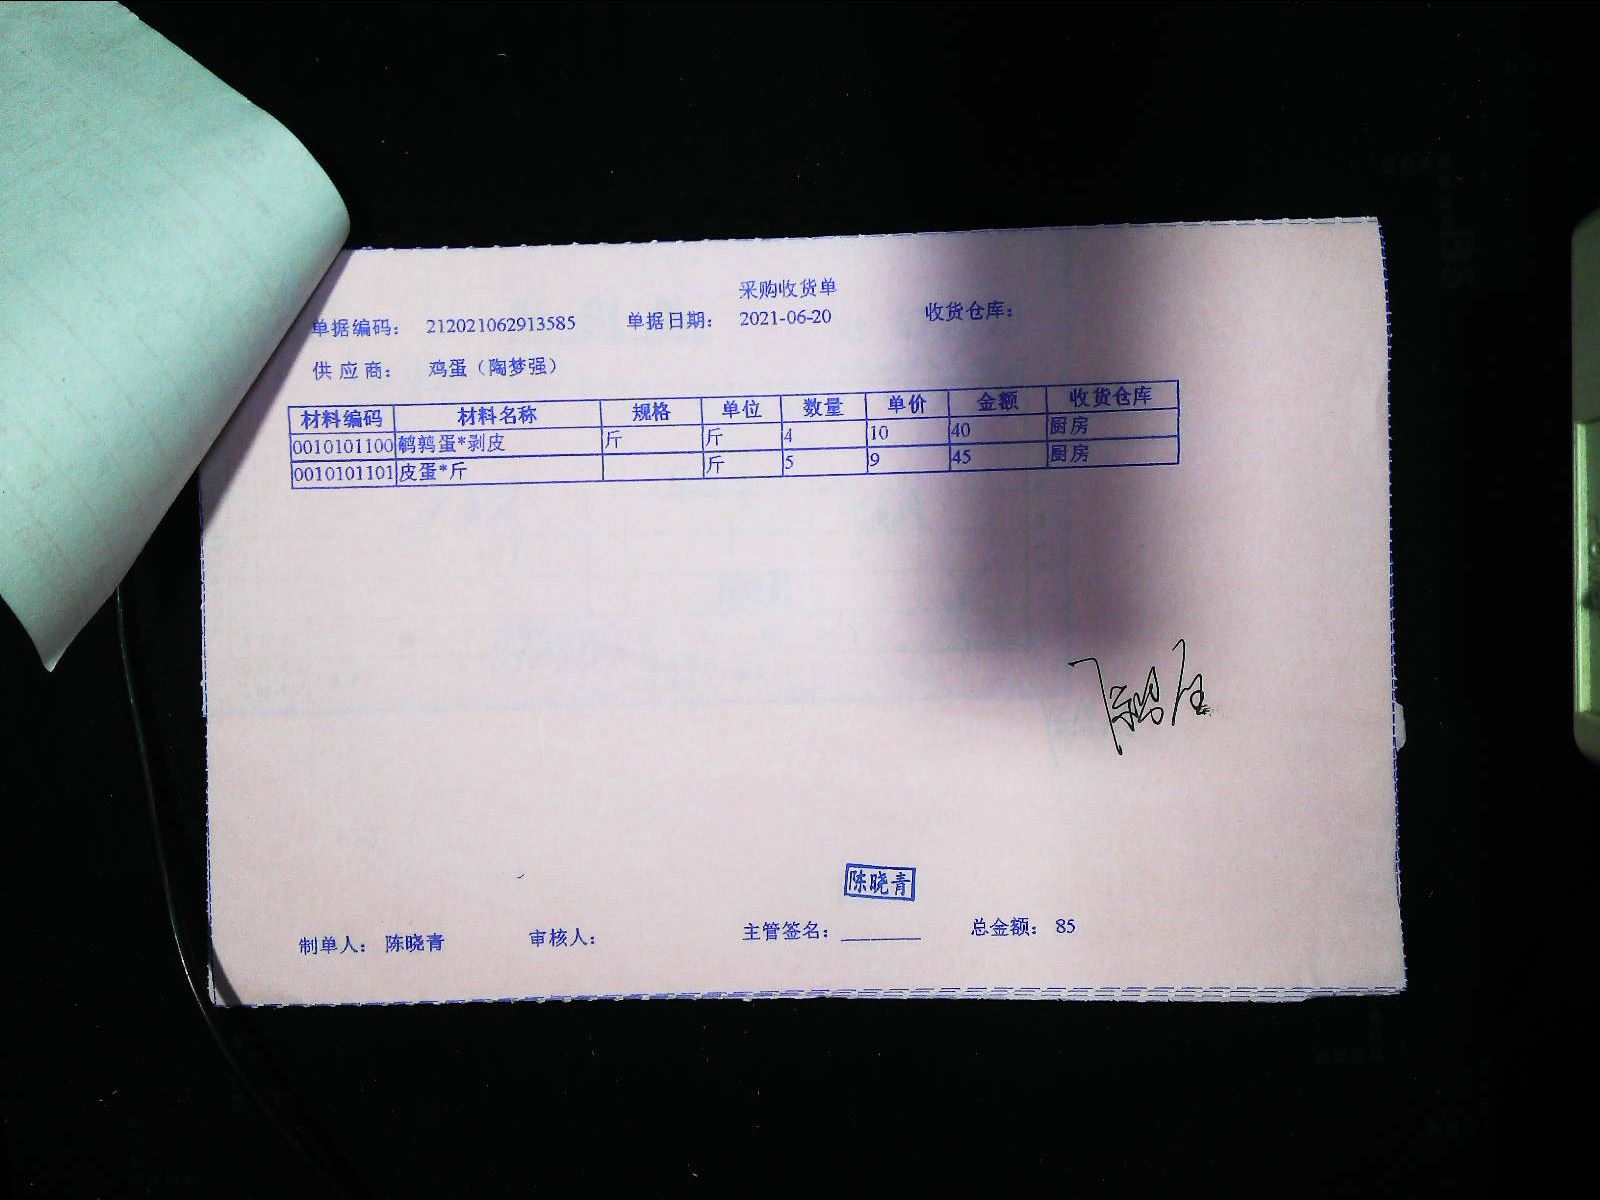 采购收货单
单据编码： 212021062913585 单据日期： 2021-06-20 收货仓库：
供 应 商： 鸡蛋（陶梦强）
材料编码 材料名称 规格 单位 数量 单价 金额 收货仓库
0010101100 鹌鹑蛋*剥皮 斤 斤 4 10 40 厨房
0010101101 皮蛋*斤 斤 5 9 45 厨房
陈晓青
制单人： 陈晓青 审核人： 主管签名：________ 总金额： 85